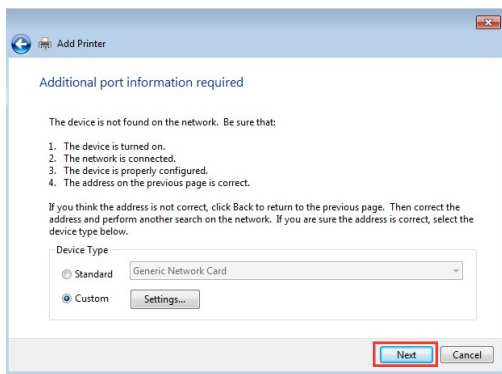 Add Printer
Additional port information required
The device is not found on the network. Be sure that:
1. The device is turned on.
2. The network is connected.
3. The device is properly configured.
4. The address on the previous page is correct.
If you think the address is not correct, click Back to return to the previous page. Then correct the
address and perform another search on the network. If you are sure the address is correct, select the
device type below.
Device Type
Standard Generic Network Card
Custom Settings...
Next Cancel